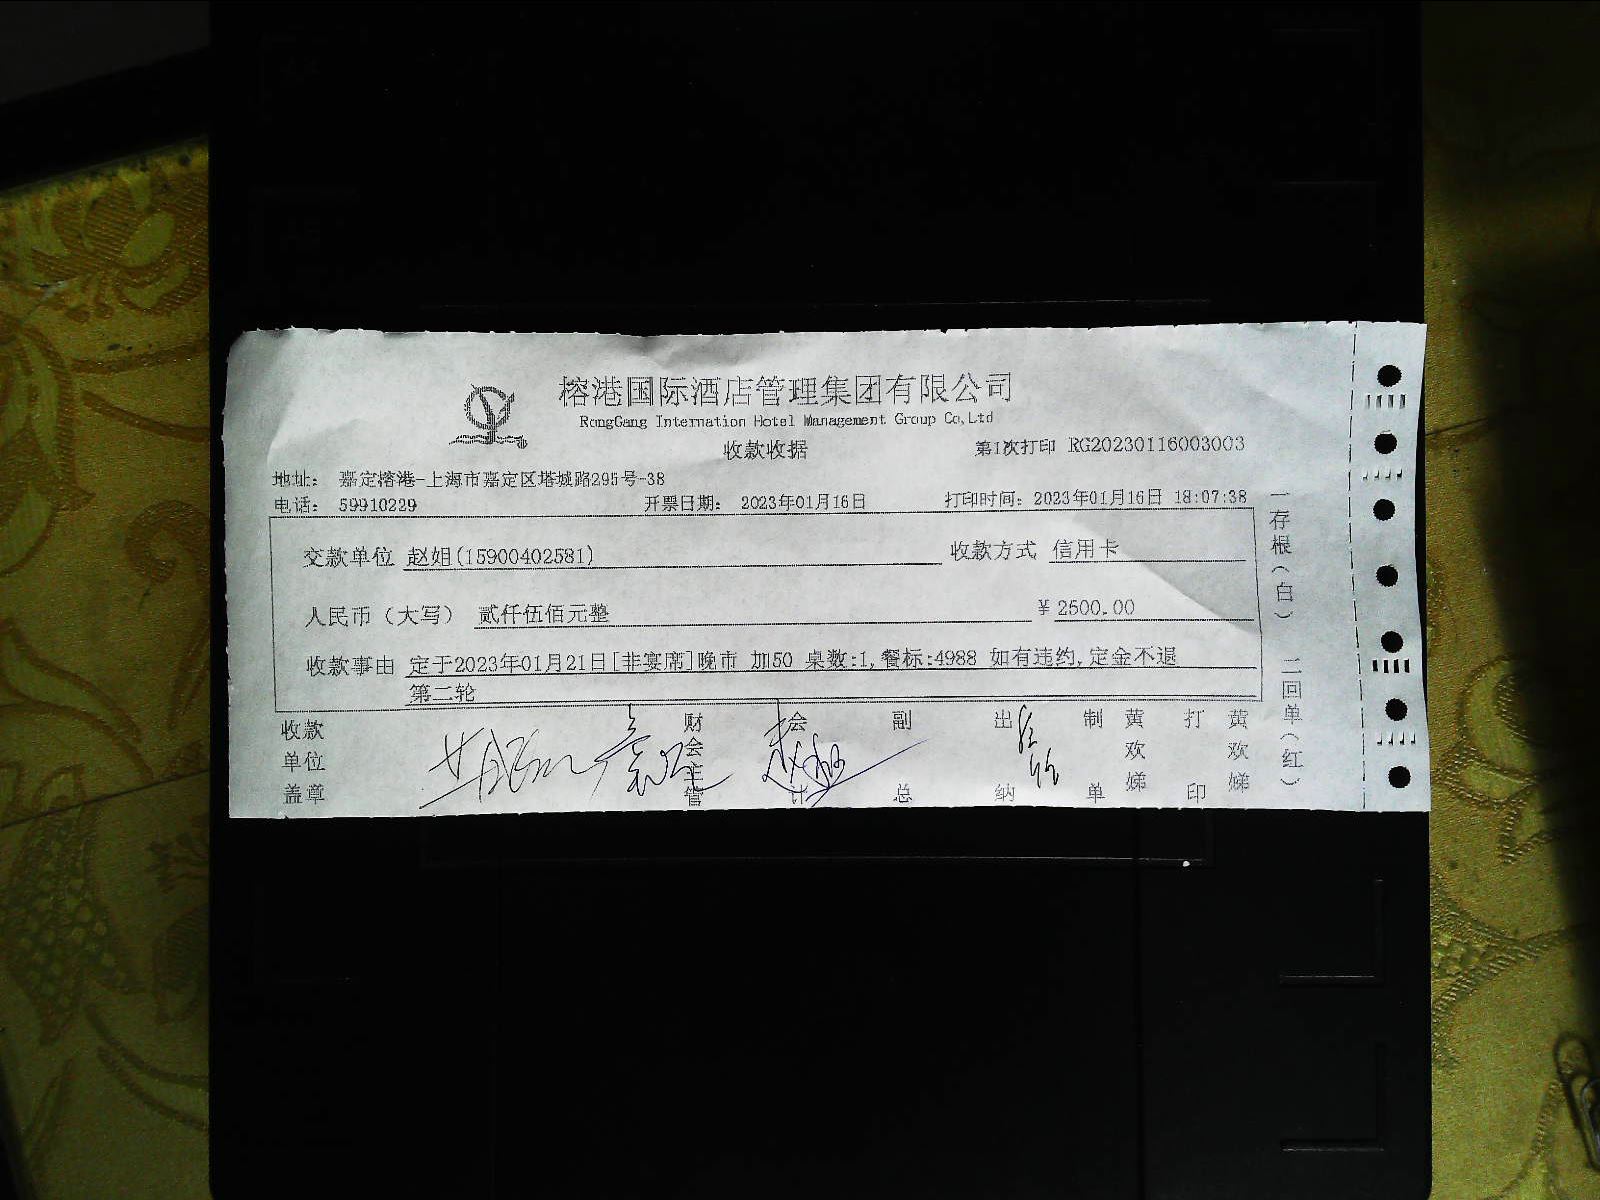 榕港国际酒店管理集团有限公司
RongGang Internation Hotel Management Group Co,Ltd
收款收据
第1次打印 RG20230116003003
地址: 嘉定榕港-上海市嘉定区塔城路295号-38
电话: 59910229 开票日期: 2023年01月16日 打印时间: 2023年01月16日 18:07:38
交款单位 赵姐(15900402581) 收款方式 信用卡
人民币(大写) 贰仟伍佰元整 ¥ 2500.00
收款事由 定于2023年01月21日[非宴席]晚市 加50 桌数:1,餐标:4988 如有违约,定金不退
第二轮
收款单位盖章 财会主管 会计 副总 出纳 制单 黄欢娣 打印 黄欢娣
一存根(白) 二回单(红)